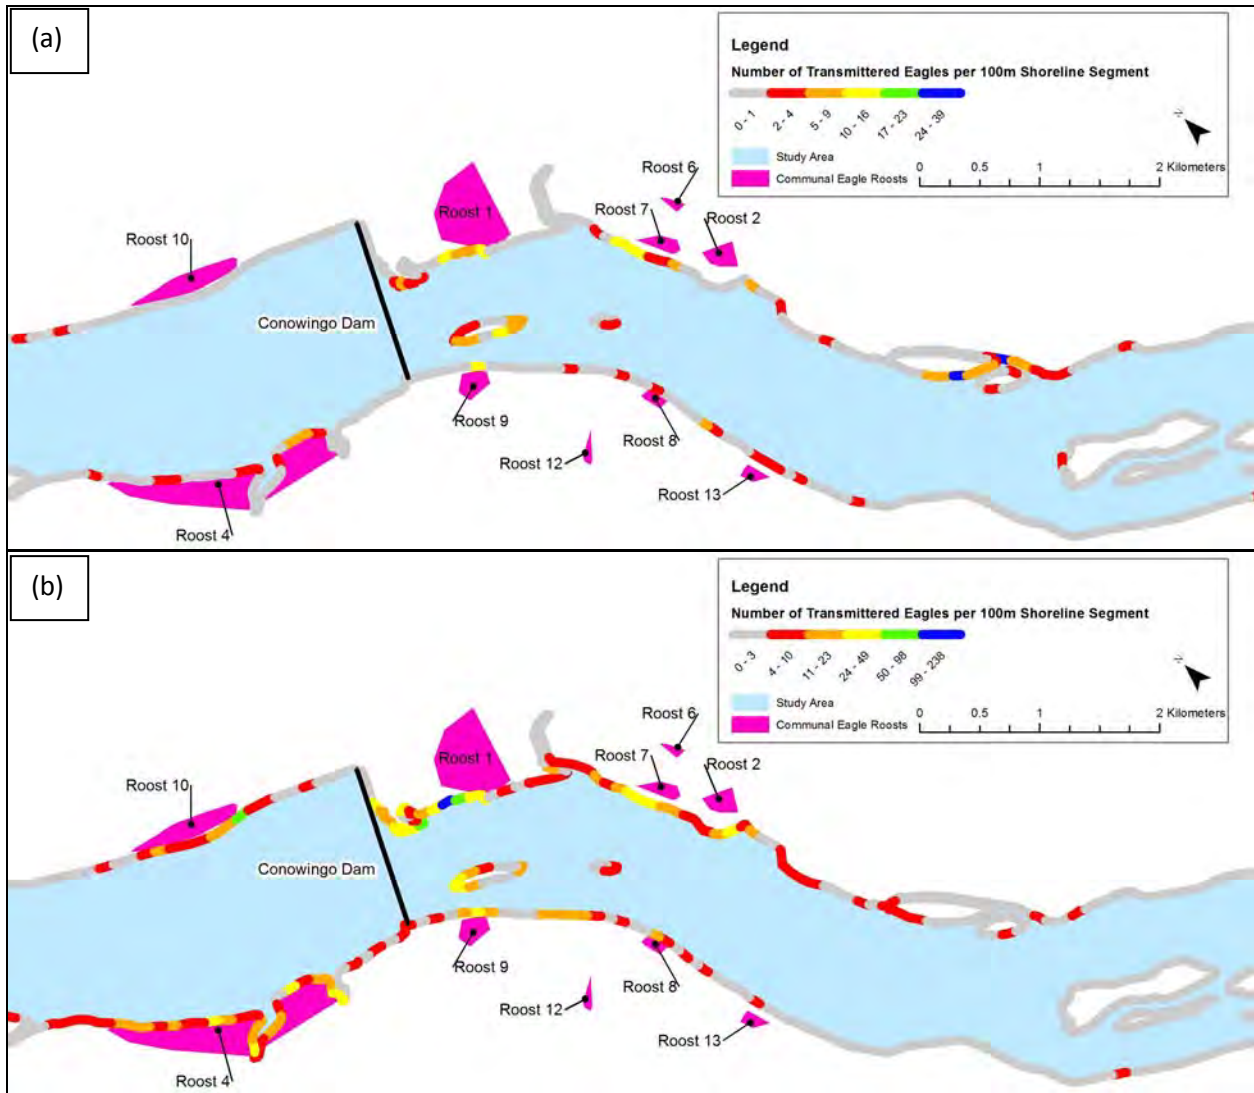 (a)
Legend
Number of Transmittered Eagles per 100m Shoreline Segment
0 - 1
2 - 4
5 - 9
10 - 16
17 - 23
24 - 39
N
Study Area
Communal Eagle Roosts
0 0.5 1 2 Kilometers
Roost 6
Roost 1
Roost 7
Roost 2
Roost 10
Conowingo Dam
Roost 9
Roost 8
Roost 12
Roost 13
Roost 4
(b)
Legend
Number of Transmittered Eagles per 100m Shoreline Segment
0 - 3
4 - 10
11 - 23
24 - 49
50 - 98
99 - 238
N
Study Area
Communal Eagle Roosts
0 0.5 1 2 Kilometers
Roost 6
Roost 1
Roost 7
Roost 2
Roost 10
Conowingo Dam
Roost 9
Roost 8
Roost 12
Roost 13
Roost 4